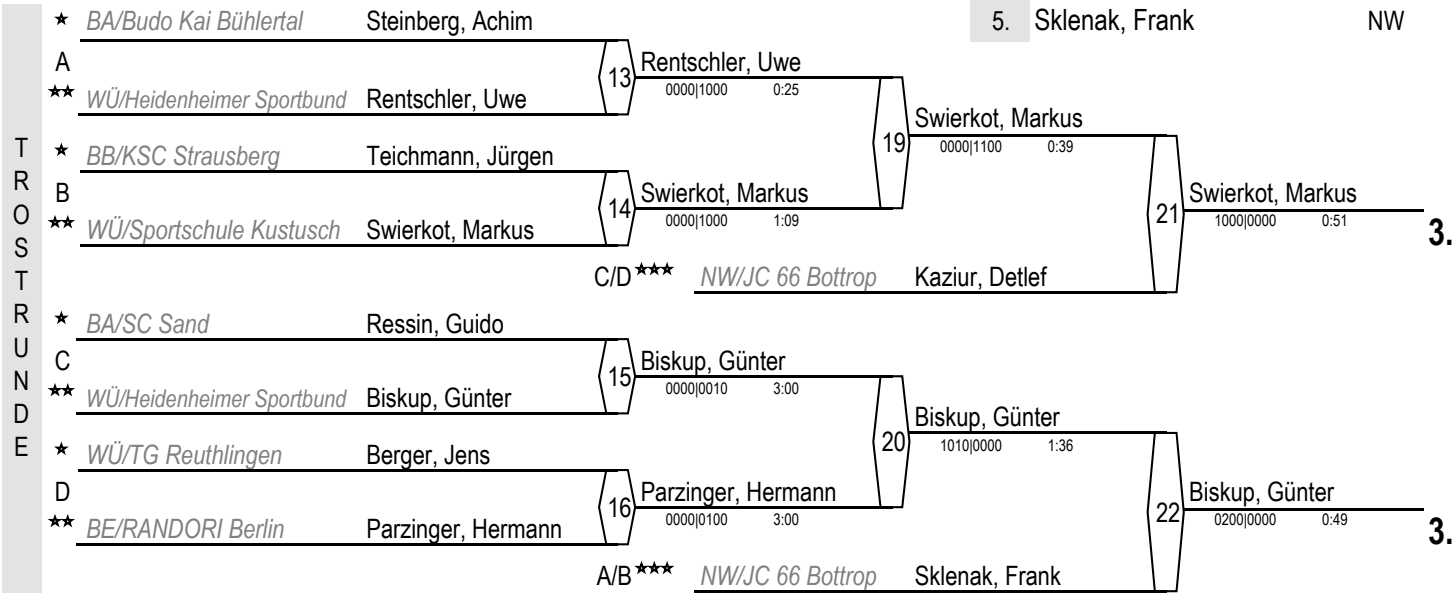 TROSTRUNDE
★ BA/Budo Kai Bühlertal Steinberg, Achim
5. Sklenak, Frank NW
A
13 Rentschler, Uwe
0000|1000 0:25
★★ WÜ/Heidenheimer Sportbund Rentschler, Uwe
19 Swierkot, Markus
0000|1100 0:39
★ BB/KSC Strausberg Teichmann, Jürgen
B
14 Swierkot, Markus
0000|1000 1:09
21 Swierkot, Markus
1000|0000 0:51
3.
★★ WÜ/Sportschule Kustusch Swierkot, Markus
C/D ★★★ NW/JC 66 Bottrop Kaziur, Detlef
★ BA/SC Sand Ressin, Guido
C
15 Biskup, Günter
0000|0010 3:00
★★ WÜ/Heidenheimer Sportbund Biskup, Günter
20 Biskup, Günter
1010|0000 1:36
★ WÜ/TG Reuthlingen Berger, Jens
D
16 Parzinger, Hermann
0000|0100 3:00
22 Biskup, Günter
0200|0000 0:49
3.
★★ BE/RANDORI Berlin Parzinger, Hermann
A/B ★★★ NW/JC 66 Bottrop Sklenak, Frank